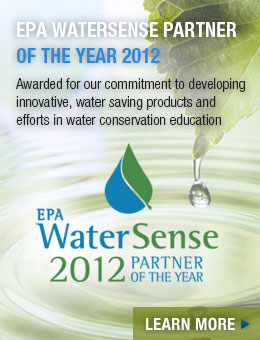 EPA WATERSENSE PARTNER
OF THE YEAR 2012
Awarded for our commitment to developing
innovative, water saving products and
efforts in water conservation education
EPA
WaterSense
2012 PARTNER
OF THE YEAR
LEARN MORE